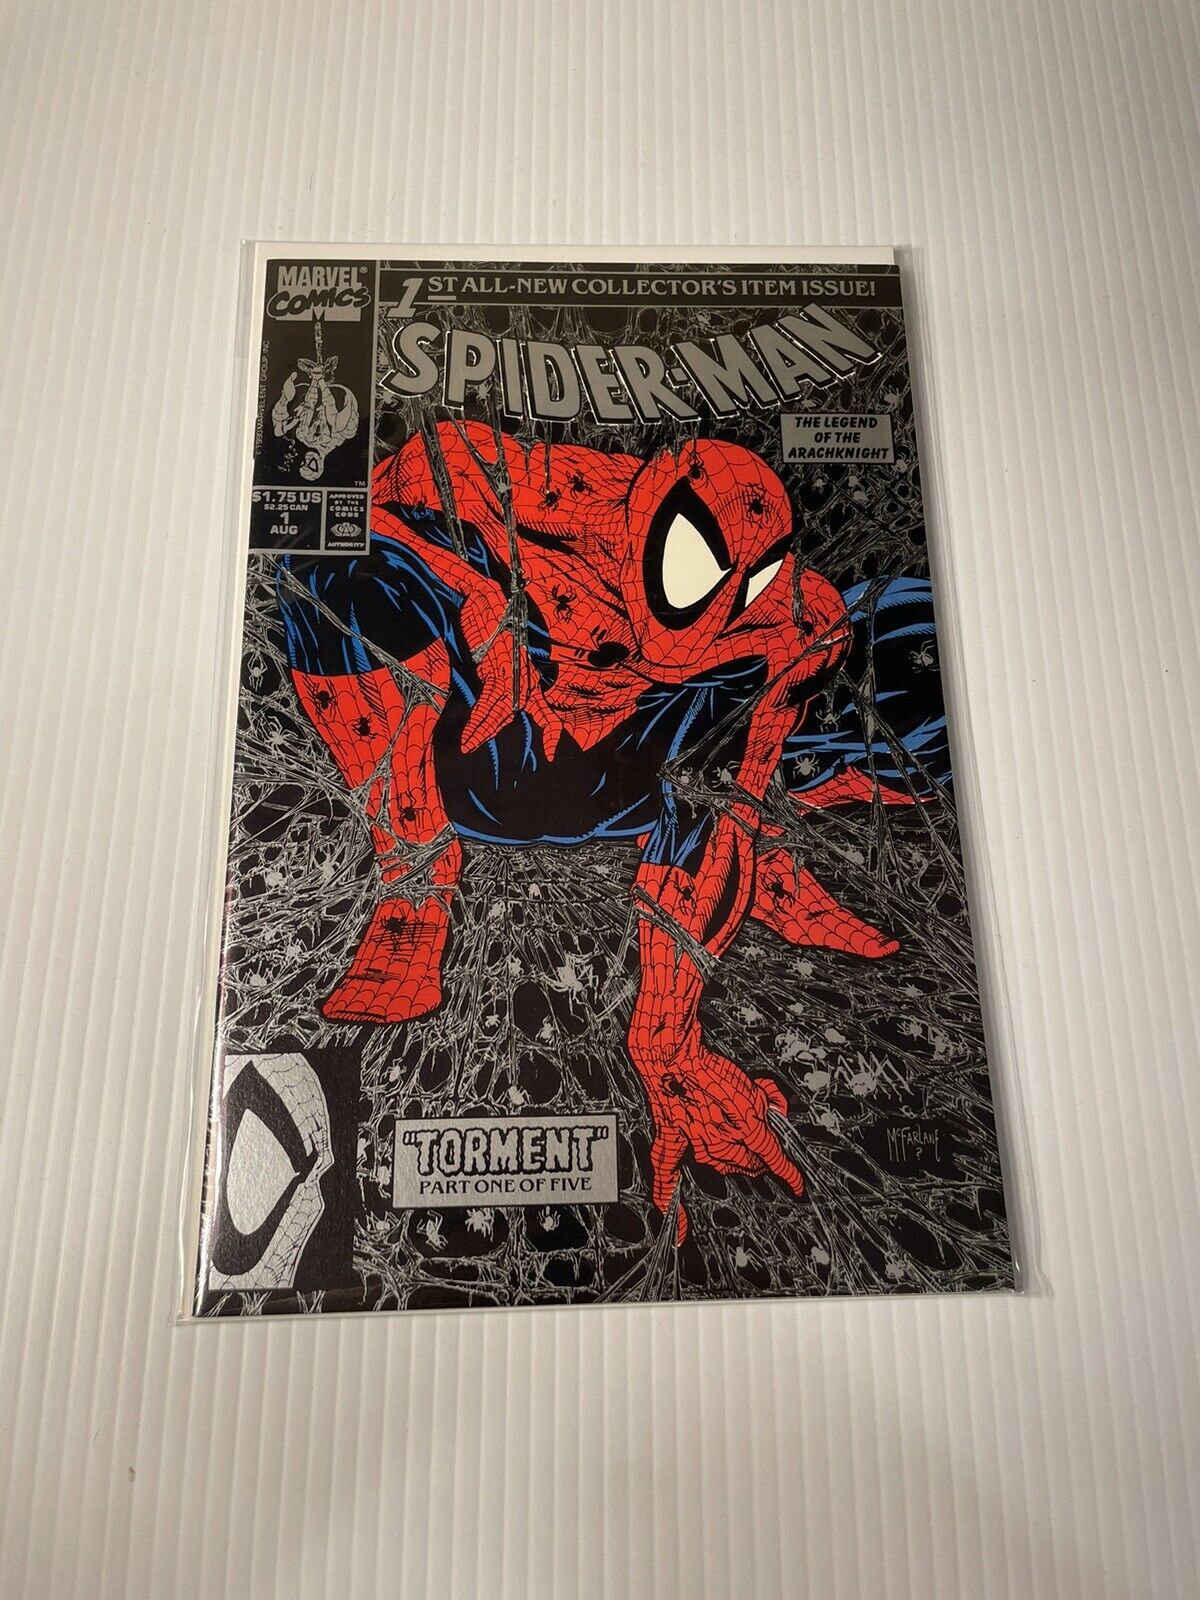 MARVEL®
COMICS
1ST ALL-NEW COLLECTOR'S ITEM ISSUE!
SPIDER-MAN
THE LEGEND
OF THE
ARACHKNIGHT
TM
$1.75 US
$2.25 CAN
1
AUG
APPROVED
BY THE
COMICS
CODE
AUTHORITY
McFARLANE
"TORMENT"
PART ONE OF FIVE